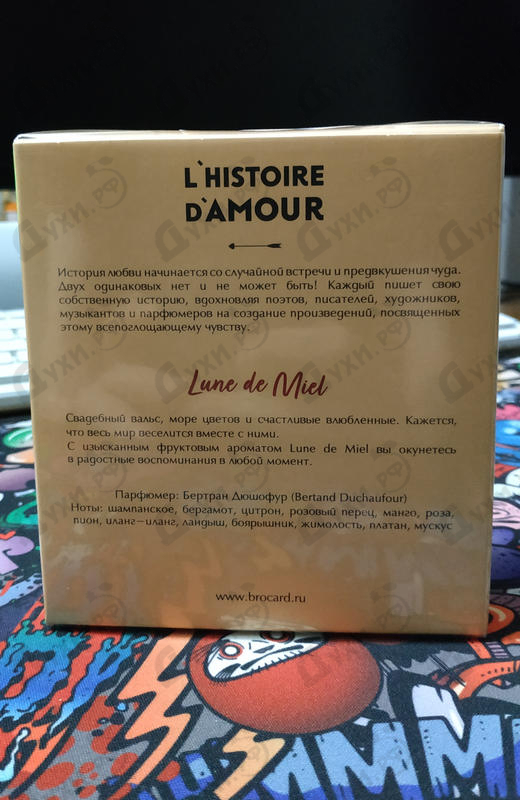 L`HISTOIRE
D`AMOUR
История любви начинается со случайной встречи и предвкушения чуда.
Двух одинаковых нет и не может быть! Каждый пишет свою
собственную историю, вдохновляя поэтов, писателей, художников,
музыкантов и парфюмеров на создание произведений, посвященных
этому всепоглощающему чувству.
Lune de Miel
Свадебный вальс, море цветов и счастливые влюбленные. Кажется,
что весь мир веселится вместе с ними.
С изысканным фруктовым ароматом Lune de Miel вы окунетесь
в радостные воспоминания в любой момент.
Парфюмер: Бертран Дюшофур (Bertand Duchaufour)
Ноты: шампанское, бергамот, цитрон, розовый перец, манго, роза,
пион, иланг-иланг, ландыш, боярышник, жимолость, платан, мускус
www.brocard.ru
Духи.рф